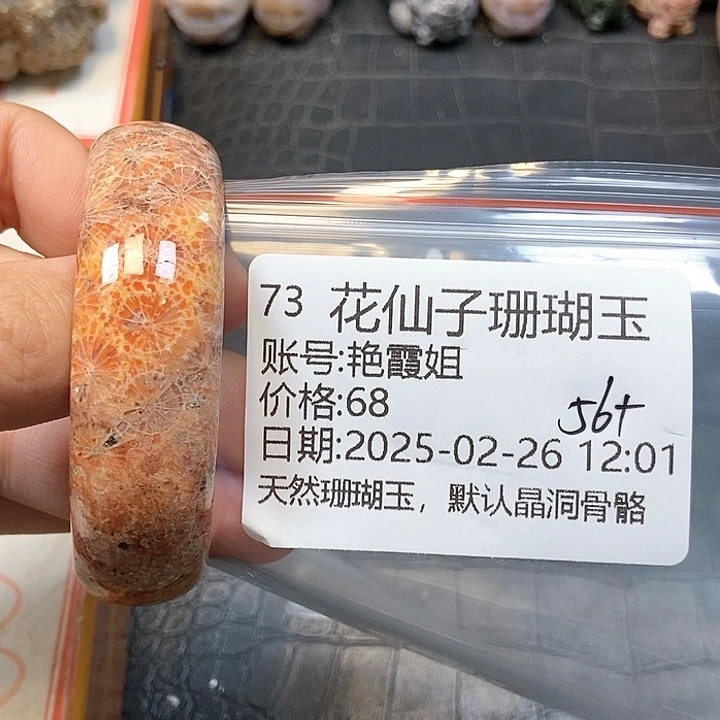 73 花仙子珊瑚玉
账号:艳霞姐
价格:68
56+
日期:2025-02-26 12:01
天然珊瑚玉，默认晶洞骨骼